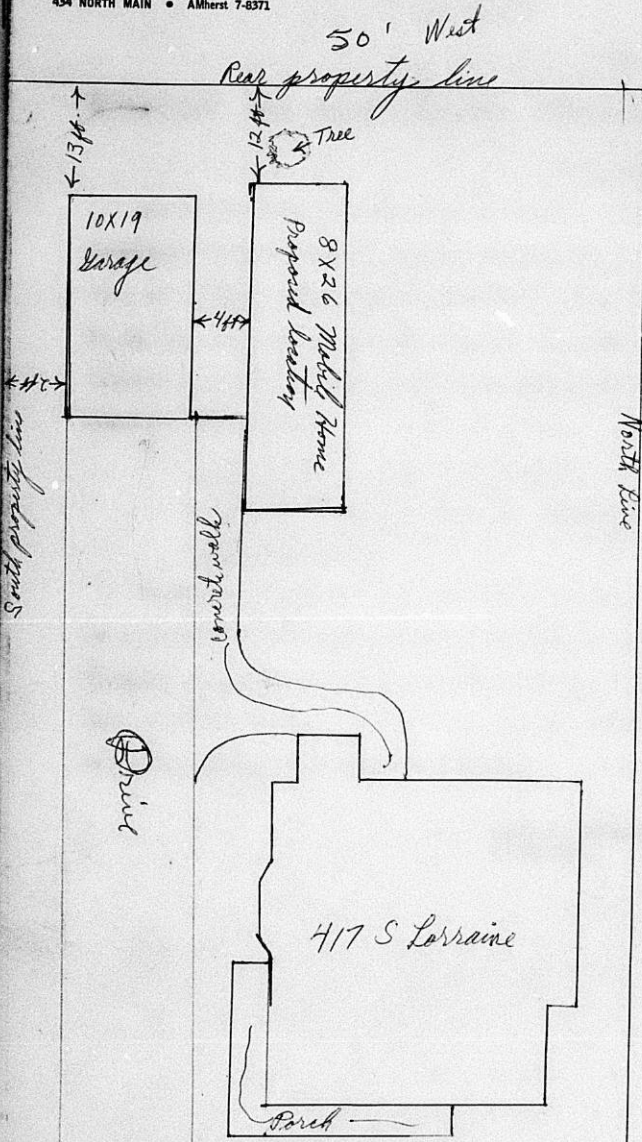 434 NORTH MAIN • AMherst 7-8371
50' West
Rear property line
13ft.
12ft
Tree
10X19
Garage
8X26 Mobile Home
Proposed location
4ft
2ft
South property line
North Line
concrete walk
Drive
417 S Lorraine
Porch